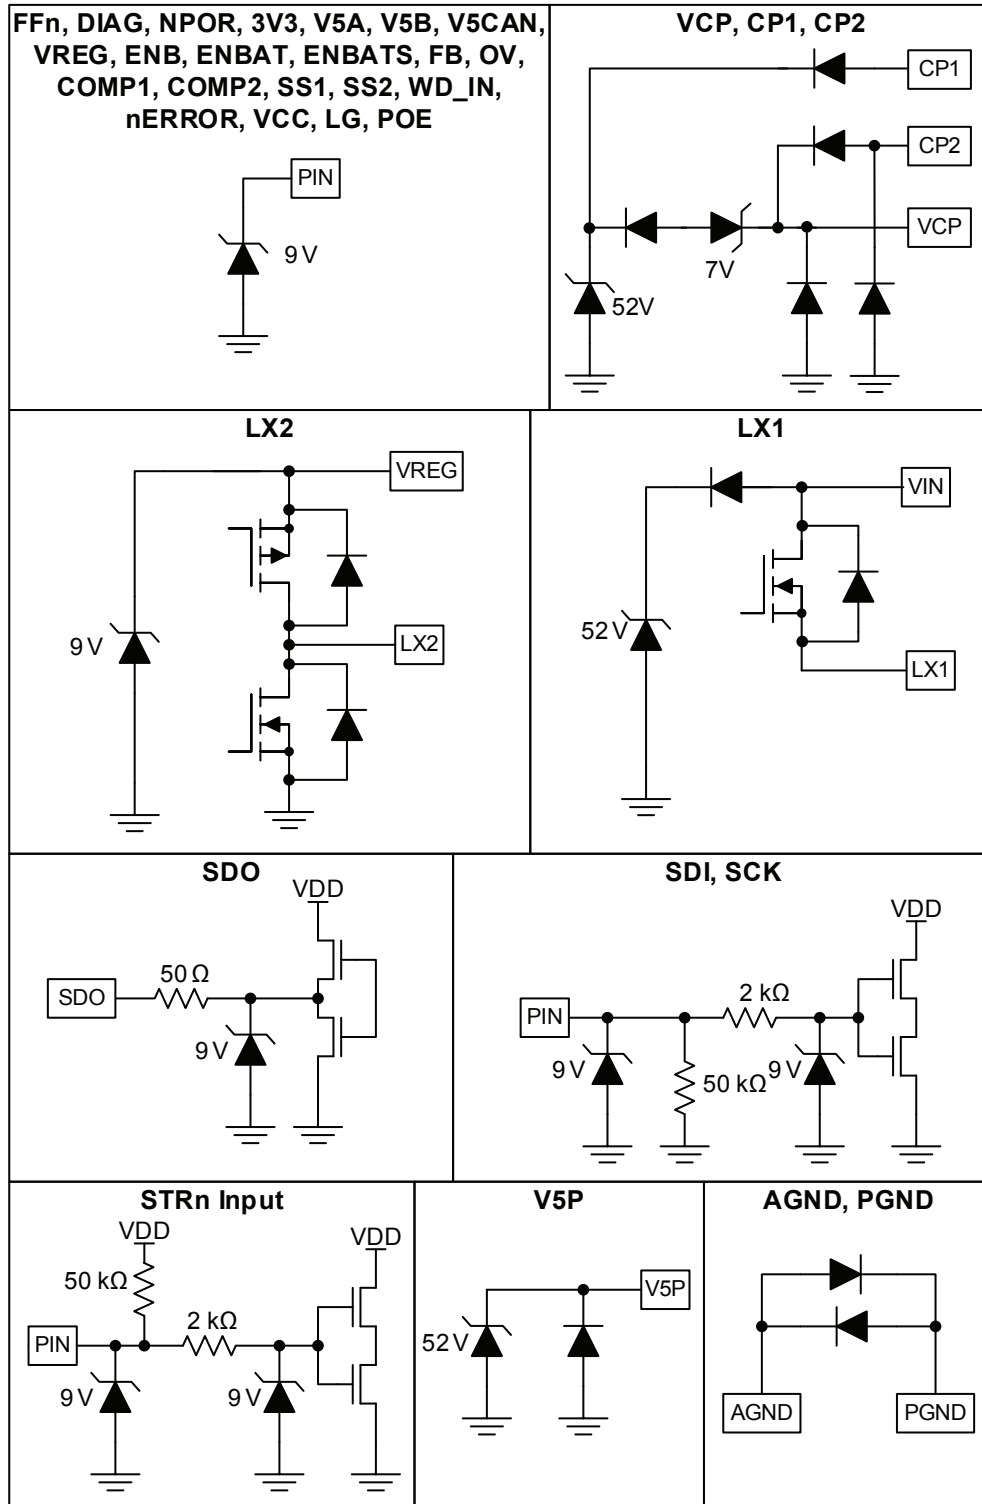 FFn, DIAG, NPOR, 3V3, V5A, V5B, V5CAN,
VREG, ENB, ENBAT, ENBATS, FB, OV,
COMP1, COMP2, SS1, SS2, WD_IN,
nERROR, VCC, LG, POE
PIN
9 V
VCP, CP1, CP2
CP1
CP2
VCP
7V
52V
LX2
VREG
9 V
LX2
LX1
VIN
52 V
LX1
SDO
VDD
50 Ω
SDO
9 V
SDI, SCK
VDD
2 kΩ
PIN
9 V
50 kΩ
9 V
STRn Input
VDD
VDD
50 kΩ
2 kΩ
PIN
9 V
9 V
V5P
V5P
52 V
AGND, PGND
AGND
PGND